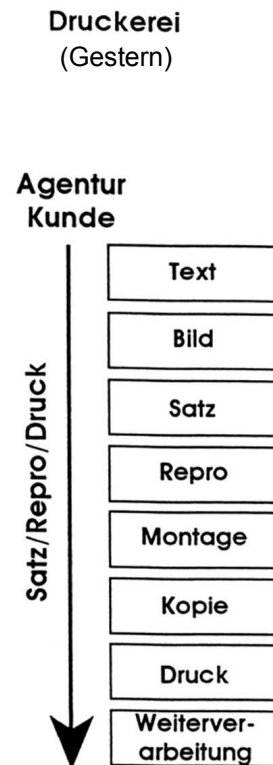 Druckerei
(Gestern)
Agentur
Kunde
Satz/Repro/Druck
Text
Bild
Satz
Repro
Montage
Kopie
Druck
Weiterver-
arbeitung